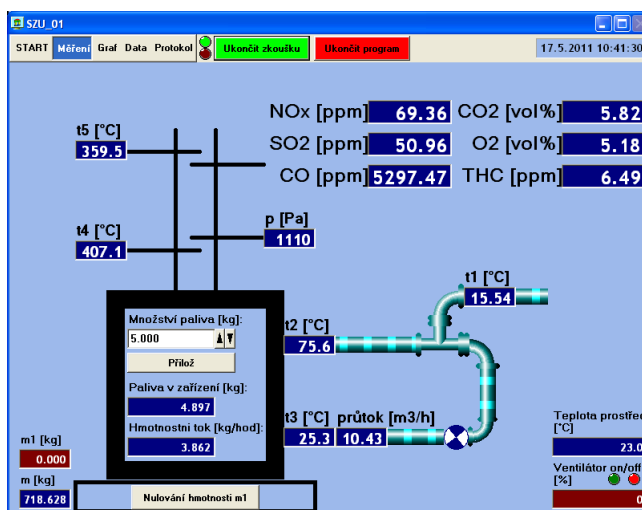 SZU_01
START Měření Graf Data Protokol Ukončit zkoušku Ukončit program 17.5.2011 10:41:30
NOx [ppm] 69.36 CO2 [vol%] 5.82
t5 [°C]
359.5
SO2 [ppm] 50.96 O2 [vol%] 5.18
CO [ppm] 5297.47 THC [ppm] 6.49
t4 [°C]
407.1
p [Pa]
1110
t1 [°C]
15.54
Množství paliva [kg]:
5.000
Přilož
t2 [°C]
75.6
Paliva v zařízení [kg]:
4.897
Hmotnostni tok [kg/hod]:
3.862
t3 [°C] průtok [m3/h]
25.3 10.43
Teplota prostřed
[°C]
23.0
m1 [kg]
0.000
m [kg]
718.628
Nulování hmotnosti m1
Ventilátor on/off
[%]
0